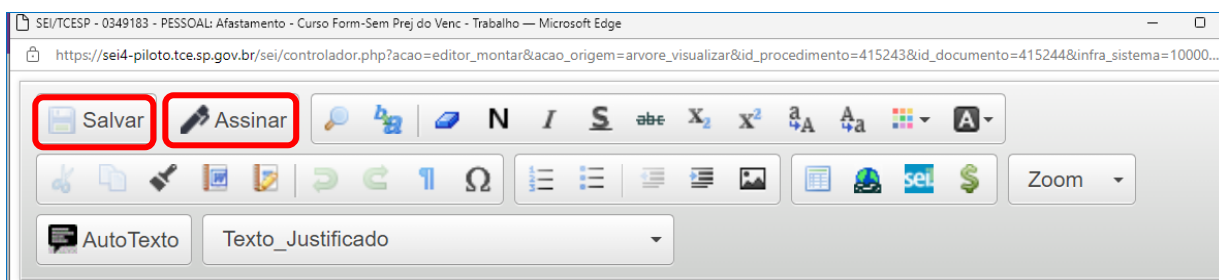 SEI/TCESP - 0349183 - PESSOAL: Afastamento - Curso Form-Sem Prej do Venc - Trabalho — Microsoft Edge
https://sei4-piloto.tce.sp.gov.br/sei/controlador.php?acao=editor_montar&acao_origem=arvore_visualizar&id_procedimento=415243&id_documento=415244&infra_sistema=10000...
Salvar Assinar N I S abc X₂ X² aA Aa A
Ω sei! $ Zoom
AutoTexto Texto_Justificado